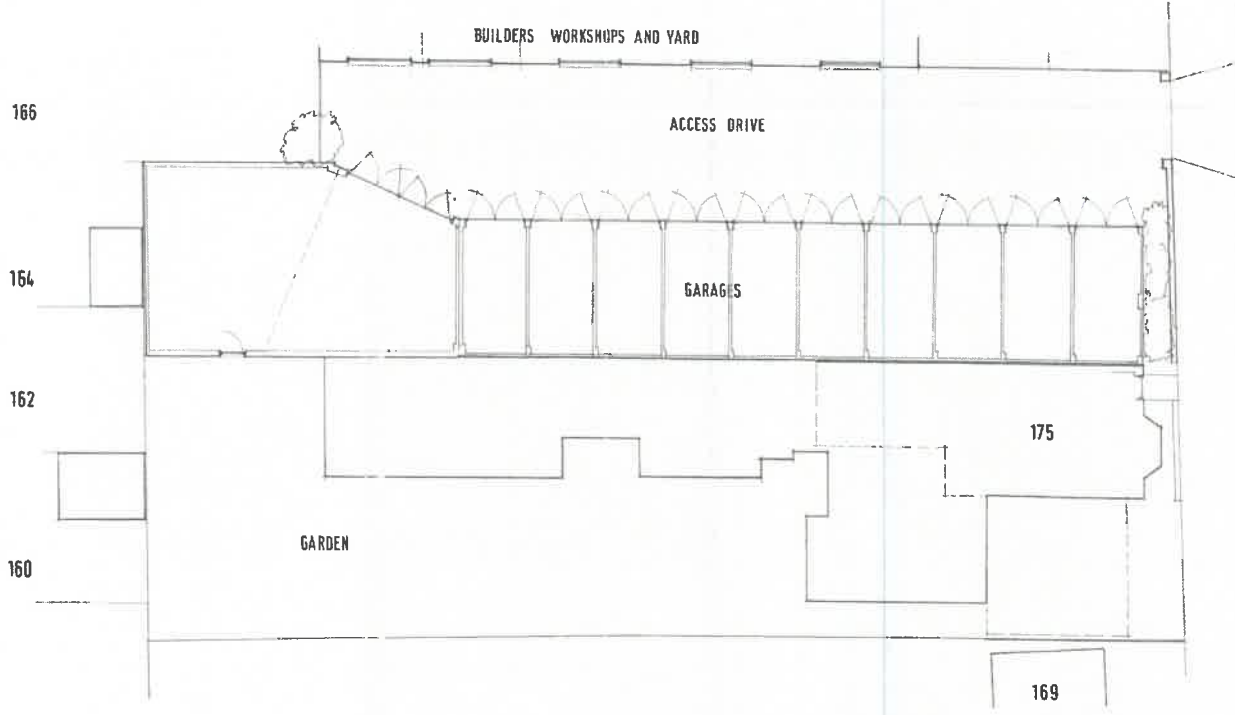 BUILDERS WORKSHOPS AND YARD
166
ACCESS DRIVE
164
GARAGES
162
175
GARDEN
160
169